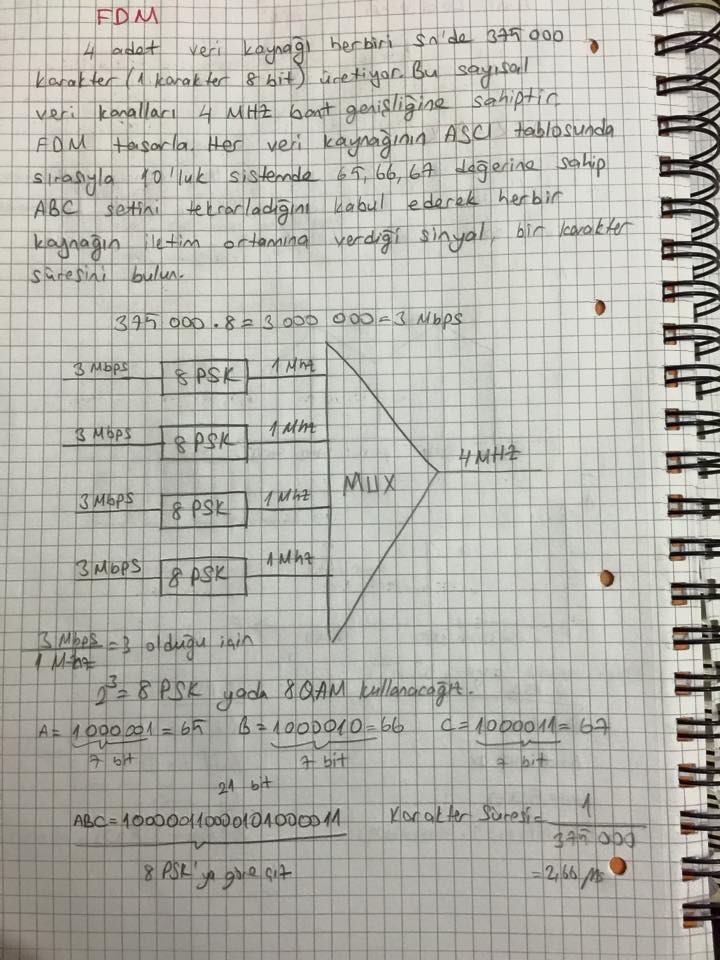 FDM
4 adet veri kaynağı herbiri sn'de 375 000
karakter (1 karakter 8 bit) üretiyor. Bu sayısal
veri kanalları 4 MHz bant genişliğine sahiptir.
FDM tasarla. Her veri kaynağının ASCI tablosunda
sırasıyla 10'luk sistemde 65, 66, 67 değerine sahip
ABC setini tekrarladığını kabul ederek herbir
kaynağın iletim ortamına verdiği sinyal, bir karakter
süresini bulun.
375 000.8 = 3 000 000 = 3 Mbps
3 Mbps 8 PSK 1 Mhz
3 Mbps 8 PSK 1 Mhz
MUX 4 MHZ
3 Mbps 8 PSK 1 Mhz
3 Mbps 8 PSK 1 Mhz
3 Mbps / 1 Mhz = 3 olduğu için
2³ = 8 PSK yada 8 QAM kullanacağız.
A = 1000001 = 65 B = 1000010 = 66 C = 1000011 = 67
7 bit 7 bit 7 bit
21 bit
ABC = 100000110000101000011 Karakter Süresi = 1 / 375 000
8 PSK'ya göre çiz = 2,66 µs